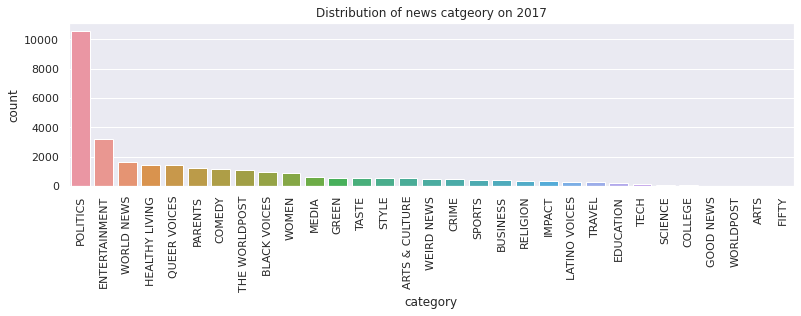 Distribution of news catgeory on 2017
count
10000
8000
6000
4000
2000
0
POLITICS
ENTERTAINMENT
WORLD NEWS
HEALTHY LIVING
QUEER VOICES
PARENTS
COMEDY
THE WORLDPOST
BLACK VOICES
WOMEN
MEDIA
GREEN
TASTE
STYLE
ARTS & CULTURE
WEIRD NEWS
CRIME
SPORTS
BUSINESS
RELIGION
IMPACT
LATINO VOICES
TRAVEL
EDUCATION
TECH
SCIENCE
COLLEGE
GOOD NEWS
WORLDPOST
ARTS
FIFTY
category